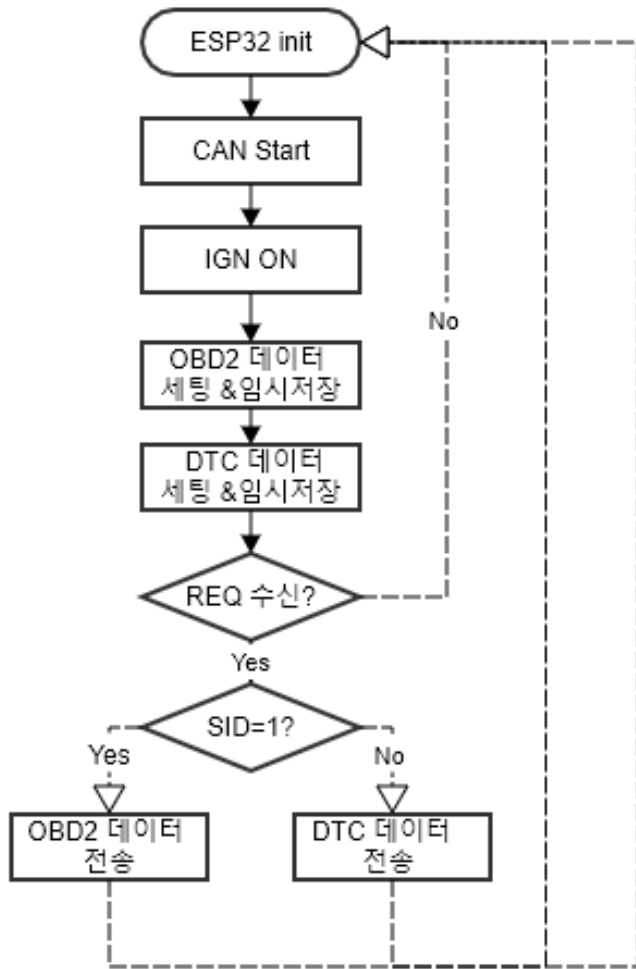 ESP32 init
CAN Start
IGN ON
No
OBD2 데이터
세팅 &임시저장
DTC 데이터
세팅 &임시저장
REQ 수신?
Yes
SID=1?
Yes
No
OBD2 데이터
전송
DTC 데이터
전송